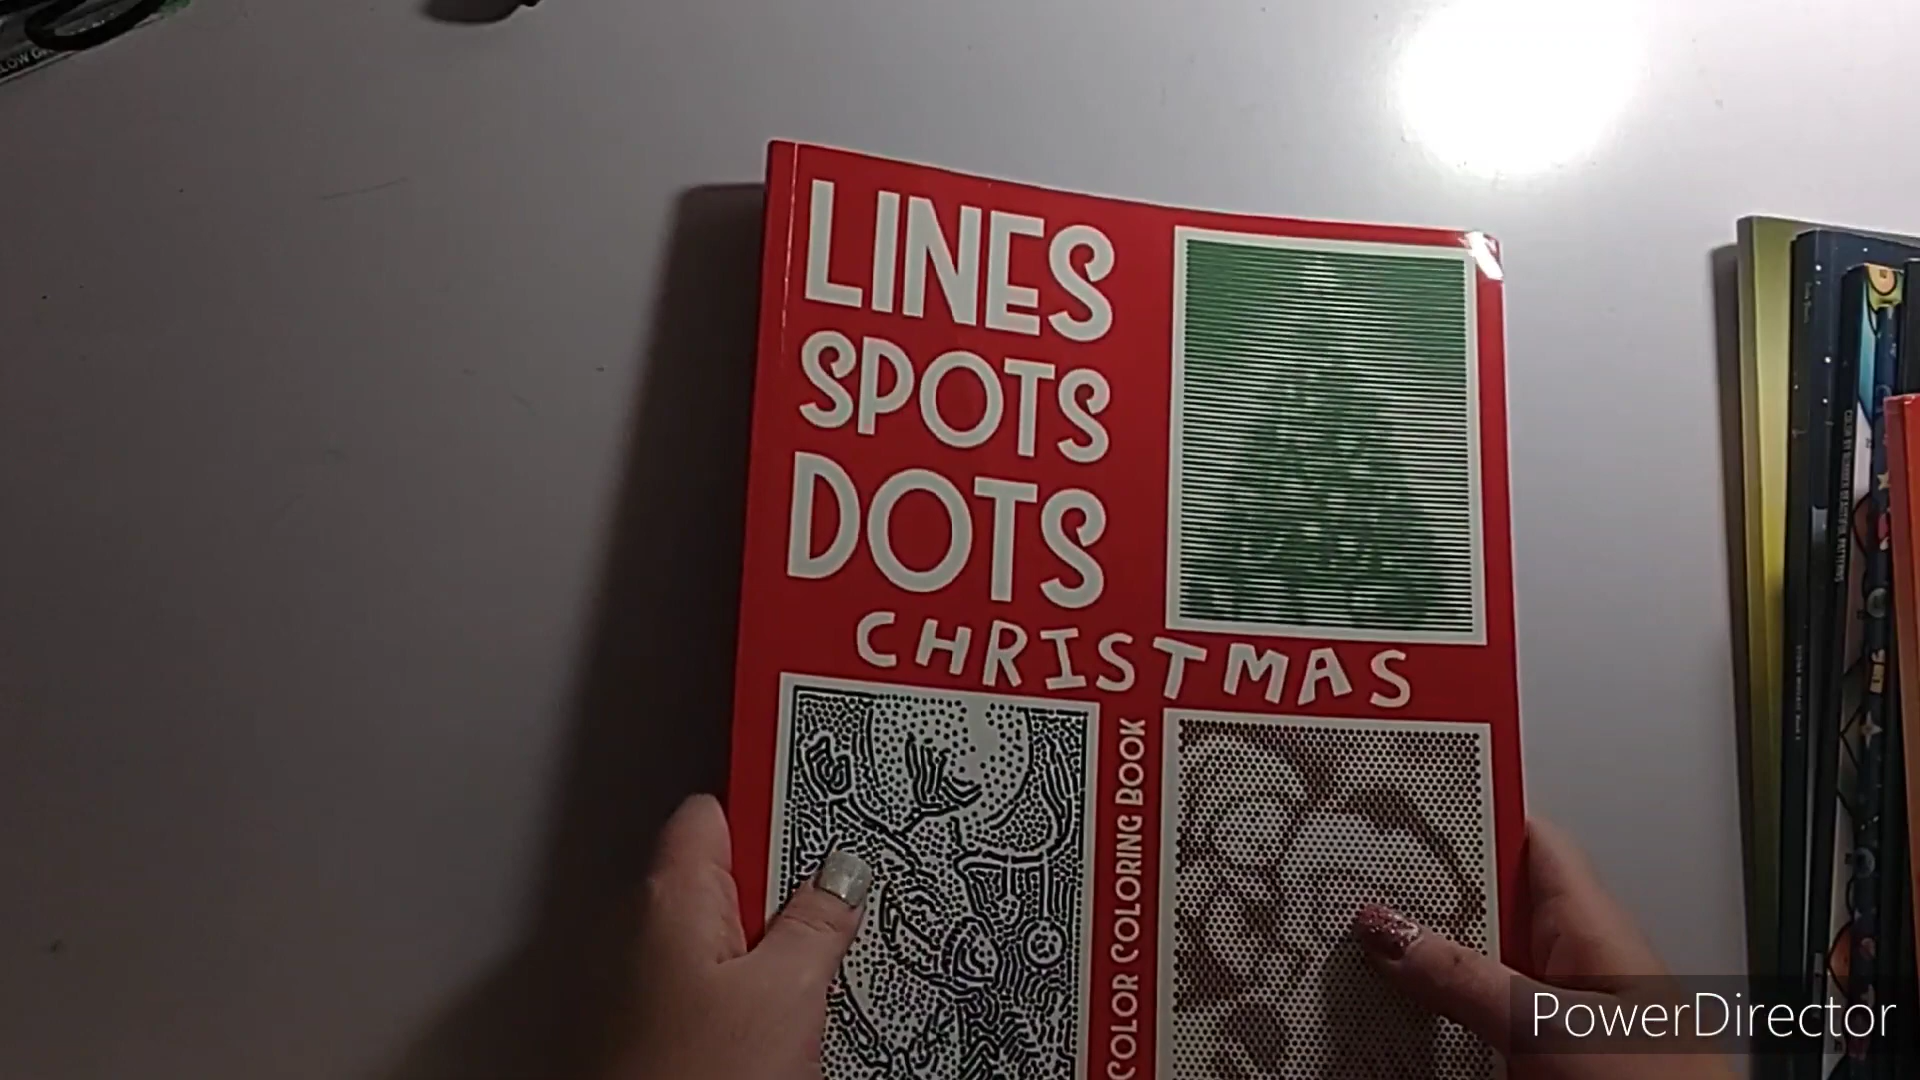 LINES
SPOTS
DOTS
CHRISTMAS
COLOR COLORING BOOK
PowerDirector